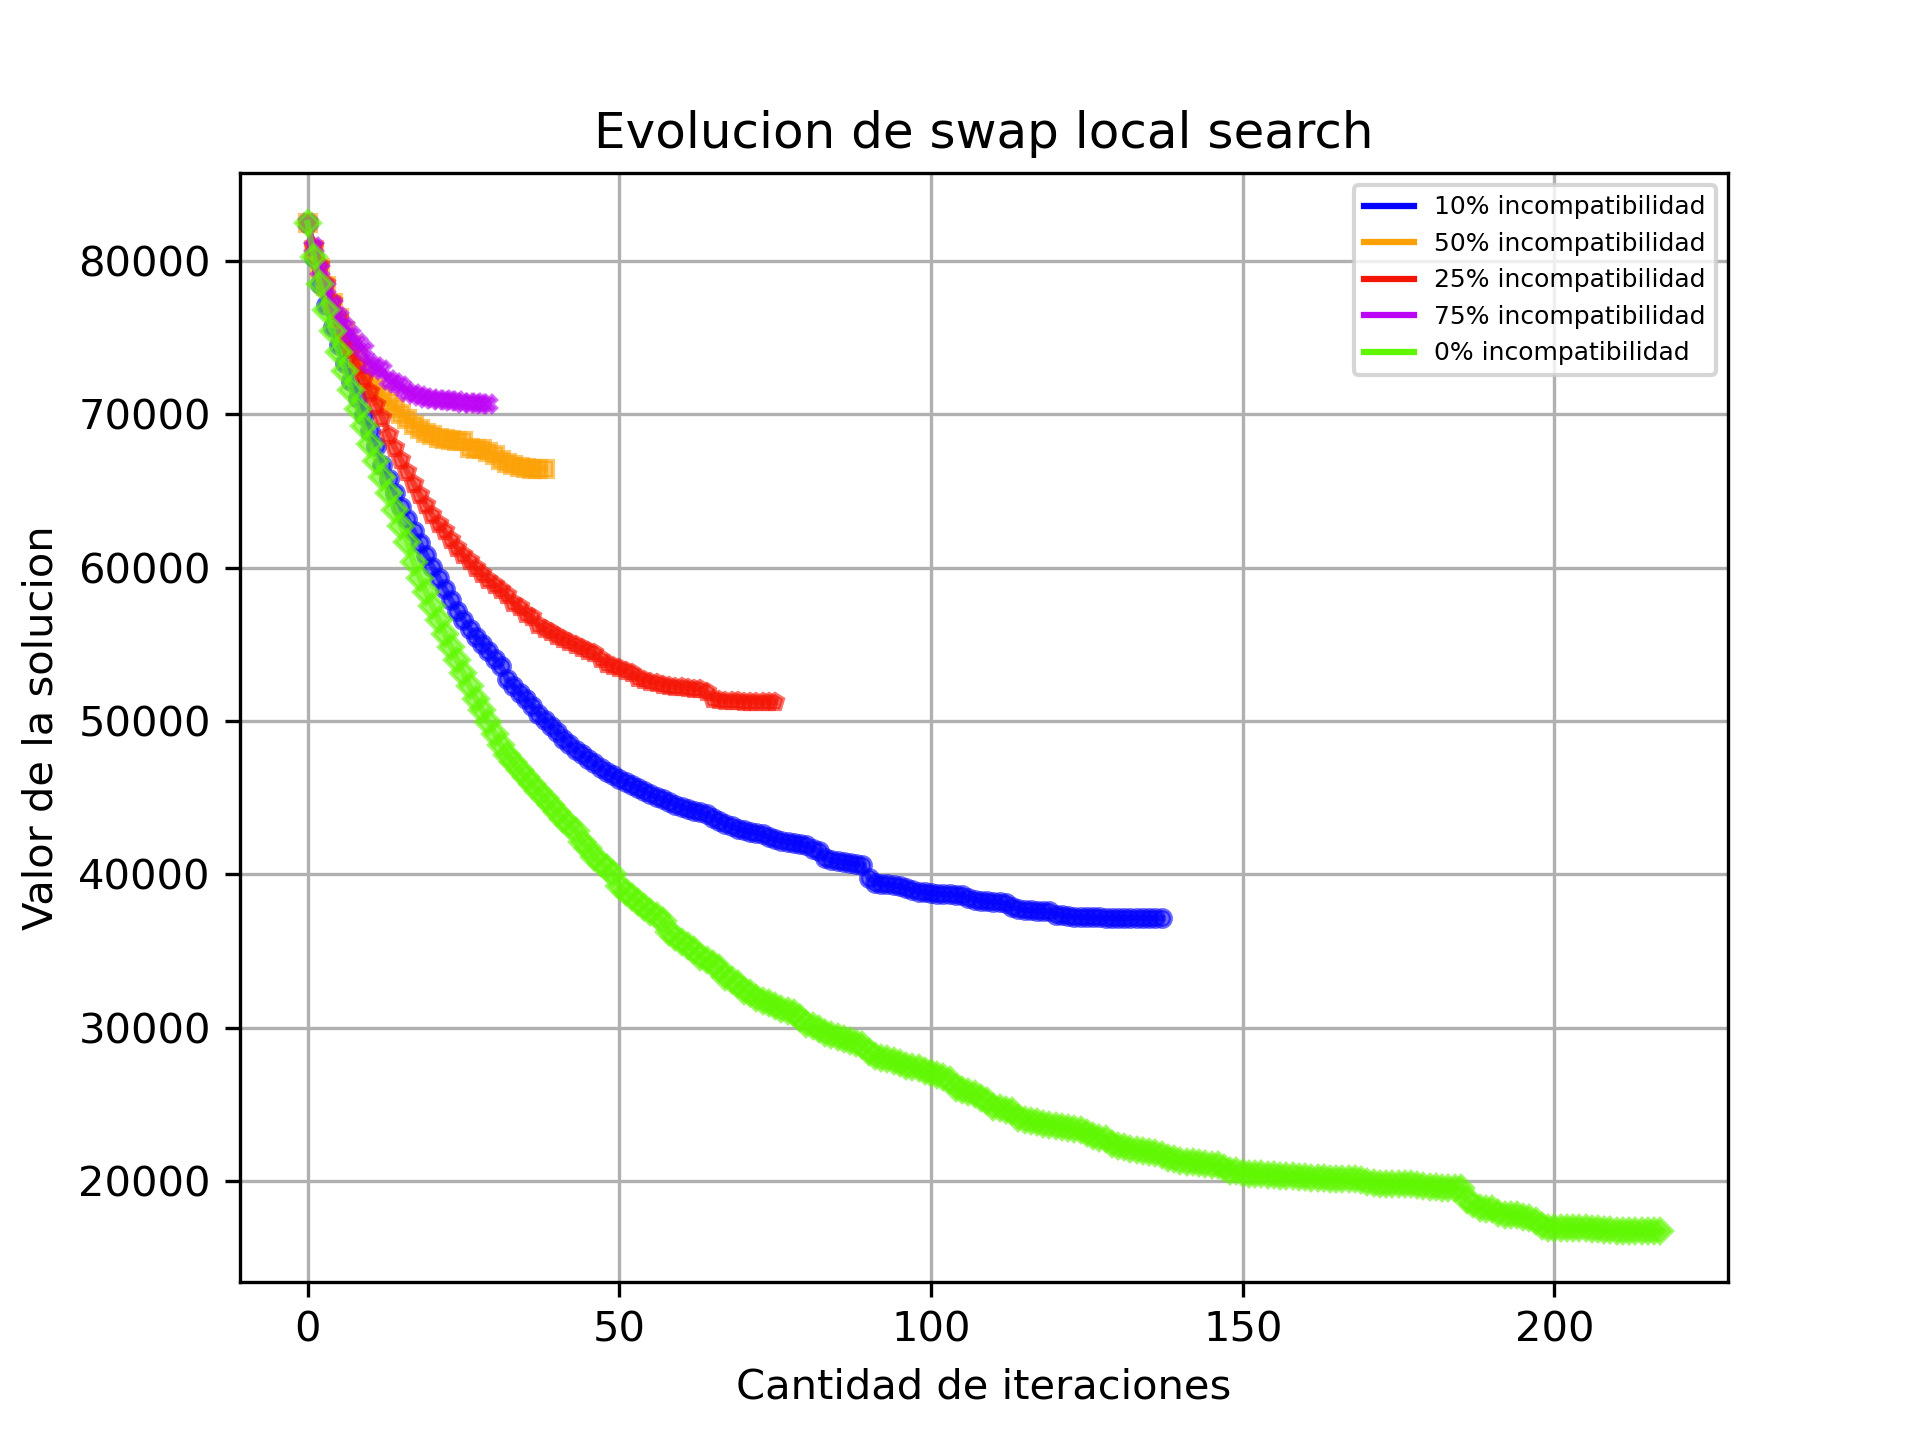 Evolucion de swap local search
10% incompatibilidad
50% incompatibilidad
25% incompatibilidad
75% incompatibilidad
0% incompatibilidad
Valor de la solucion
80000
70000
60000
50000
40000
30000
20000
0 50 100 150 200
Cantidad de iteraciones